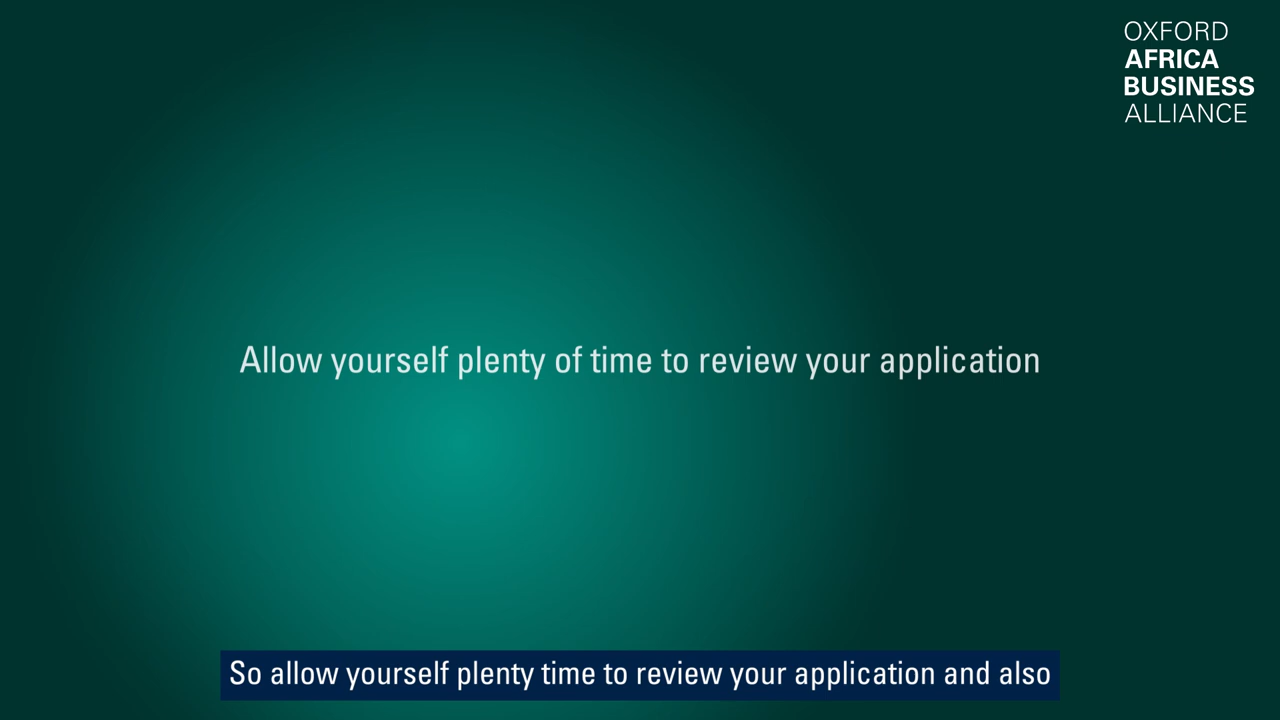 OXFORD
AFRICA
BUSINESS
ALLIANCE
Allow yourself plenty of time to review your application
So allow yourself plenty time to review your application and also